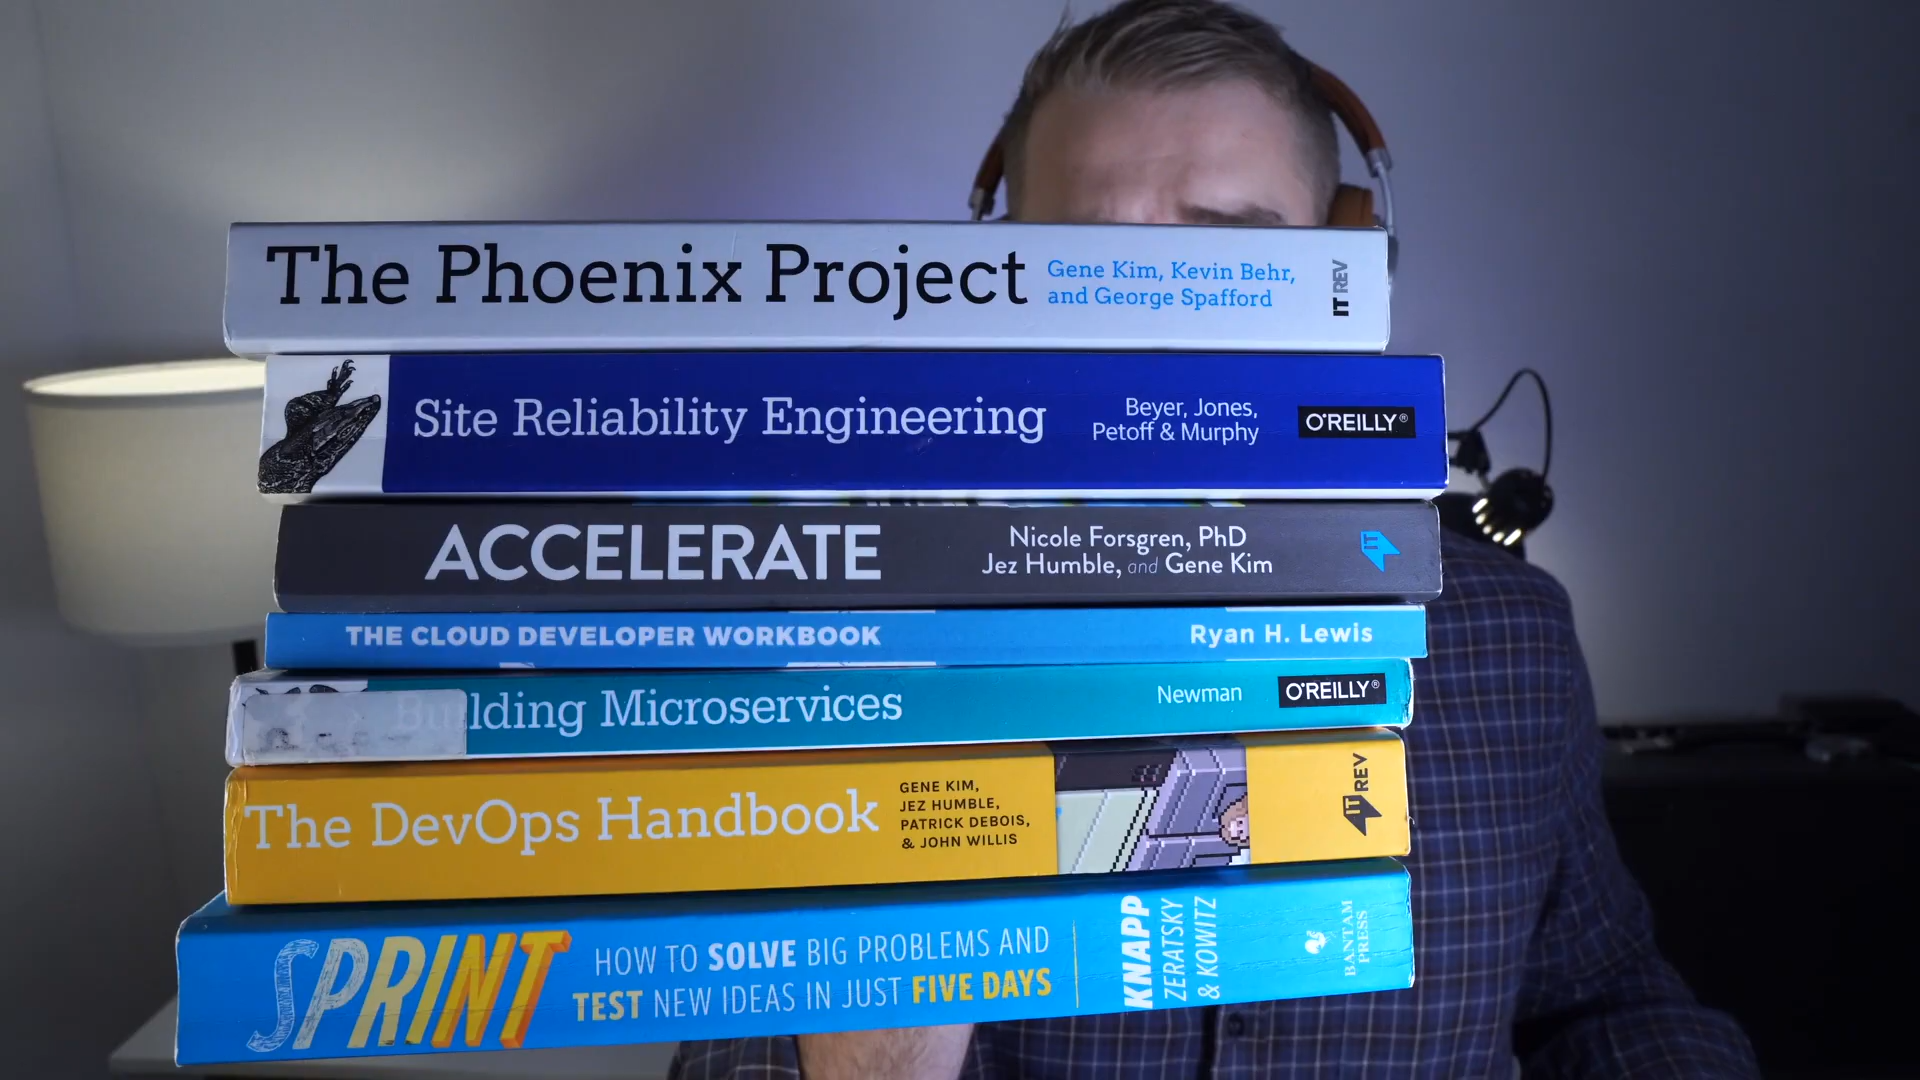 The Phoenix Project
Gene Kim, Kevin Behr,
and George Spafford
IT REV
Site Reliability Engineering
Beyer, Jones,
Petoff & Murphy
O'REILLY®
ACCELERATE
Nicole Forsgren, PhD
Jez Humble, and Gene Kim
IT
THE CLOUD DEVELOPER WORKBOOK
Ryan H. Lewis
Building Microservices
Newman
O'REILLY®
The DevOps Handbook
GENE KIM,
JEZ HUMBLE,
PATRICK DEBOIS,
& JOHN WILLIS
IT REV
SPRINT
HOW TO SOLVE BIG PROBLEMS AND
TEST NEW IDEAS IN JUST FIVE DAYS
KNAPP
ZERATSKY
& KOWITZ
BANTAM
PRESS